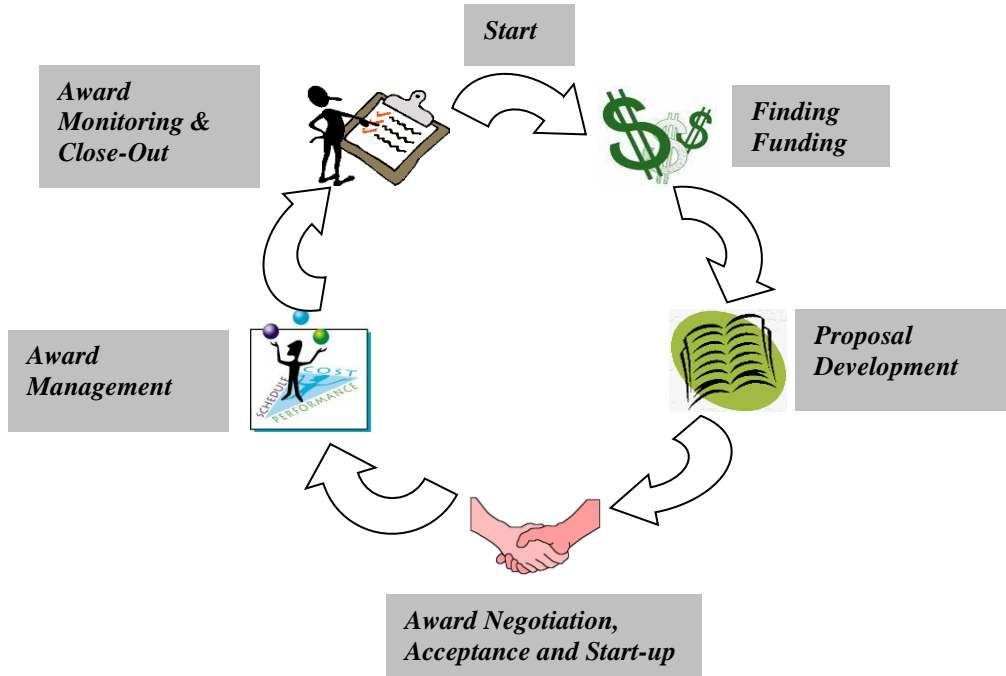 Start
Finding
Funding
Proposal
Development
Award Negotiation,
Acceptance and Start-up
Award
Management
SCHEDULE
COST
PERFORMANCE
Award
Monitoring &
Close-Out